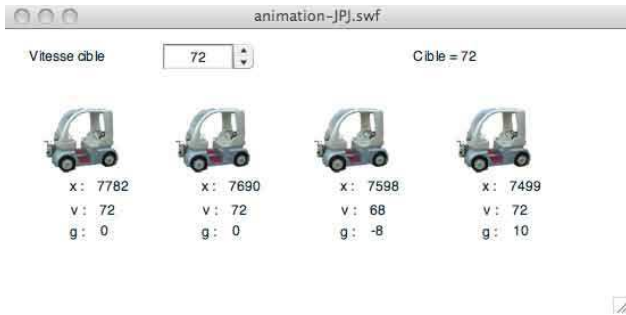 animation-JPJ.swf
Vitesse cible 72 Cible = 72
x : 7782 x : 7690 x : 7598 x : 7499
v : 72 v : 72 v : 68 v : 72
g : 0 g : 0 g : -8 g : 10